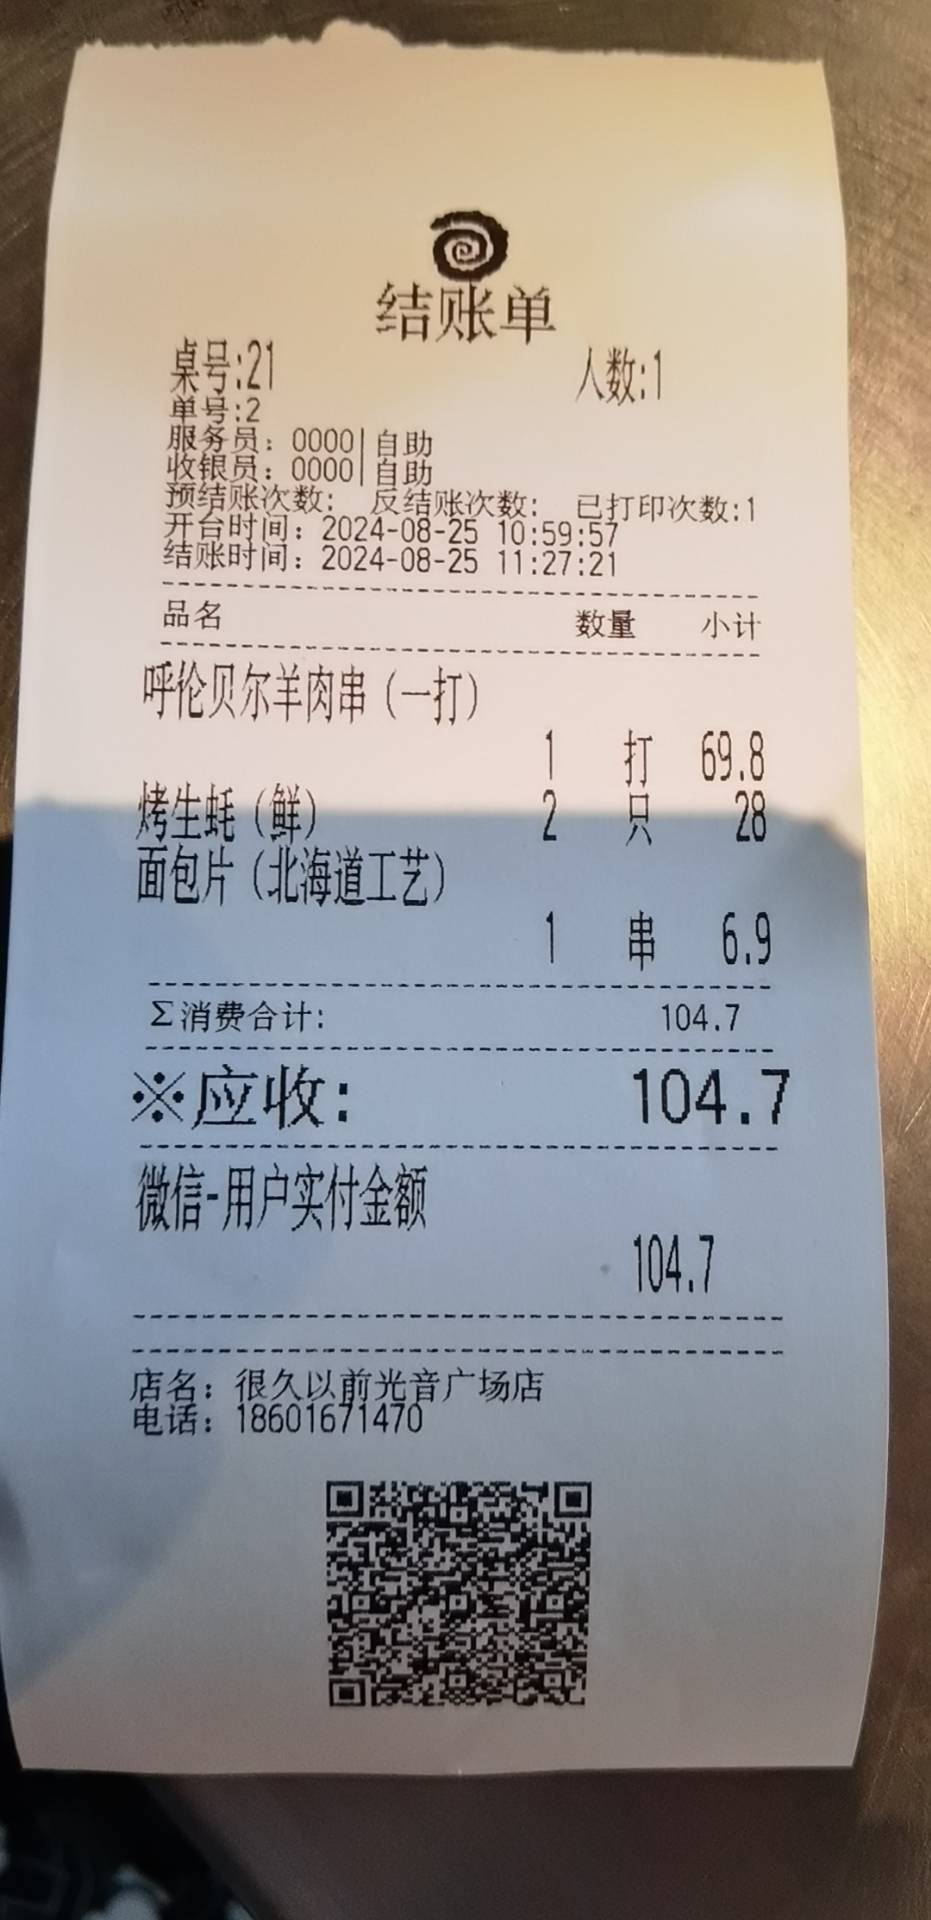 结账单
桌号:21 人数:1
单号:2
服务员: 0000|自助
收银员: 0000|自助
预结账次数: 反结账次数: 已打印次数:1
开台时间: 2024-08-25 10:59:57
结账时间: 2024-08-25 11:27:21
品名 数量 小计
呼伦贝尔羊肉串(一打)
1 打 69.8
烤生蚝(鲜) 2 只 28
面包片(北海道工艺)
1 串 6.9
Σ消费合计: 104.7
※应收: 104.7
微信-用户实付金额
104.7
店名: 很久以前光音广场店
电话: 18601671470